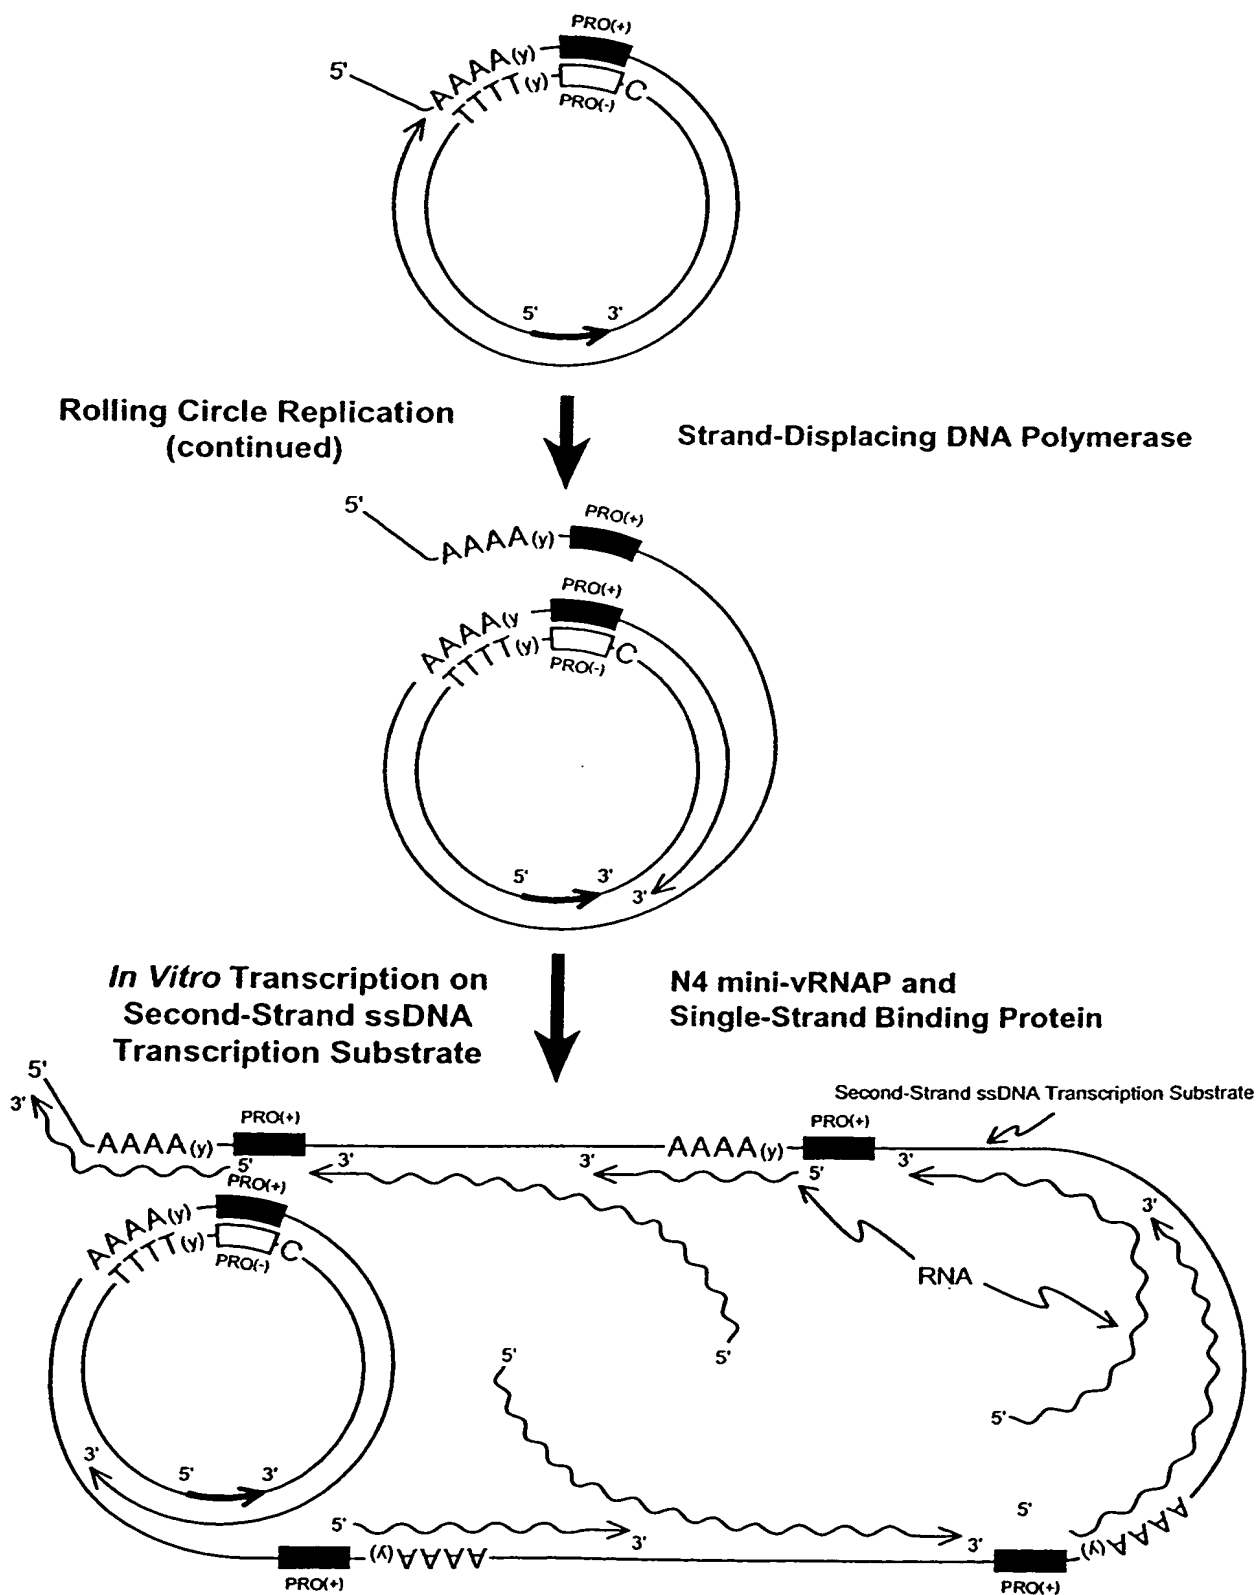 PRO(+)
5'
AAAA(y)
TTTT(y)
C
PRO(-)
5'
3'
Rolling Circle Replication
(continued)
Strand-Displacing DNA Polymerase
5'
PRO(+)
AAAA(y)
PRO(+)
AAAA(y
TTTT(y)
C
PRO(-)
5'
3'
3'
In Vitro Transcription on
Second-Strand ssDNA
Transcription Substrate
N4 mini-vRNAP and
Single-Strand Binding Protein
5'
3'
Second-Strand ssDNA Transcription Substrate
PRO(+)
PRO(+)
AAAA(y)
AAAA(y)
5'
3'
3'
5'
3'
PRO(+)
3'
AAAA(y)
TTTT(y)
C
PRO(-)
RNA
5'
5'
5'
3'
5'
3'
5'
5'
3'
3'
AAAA(y)
AAAA(y)
PRO(+)
PRO(+)